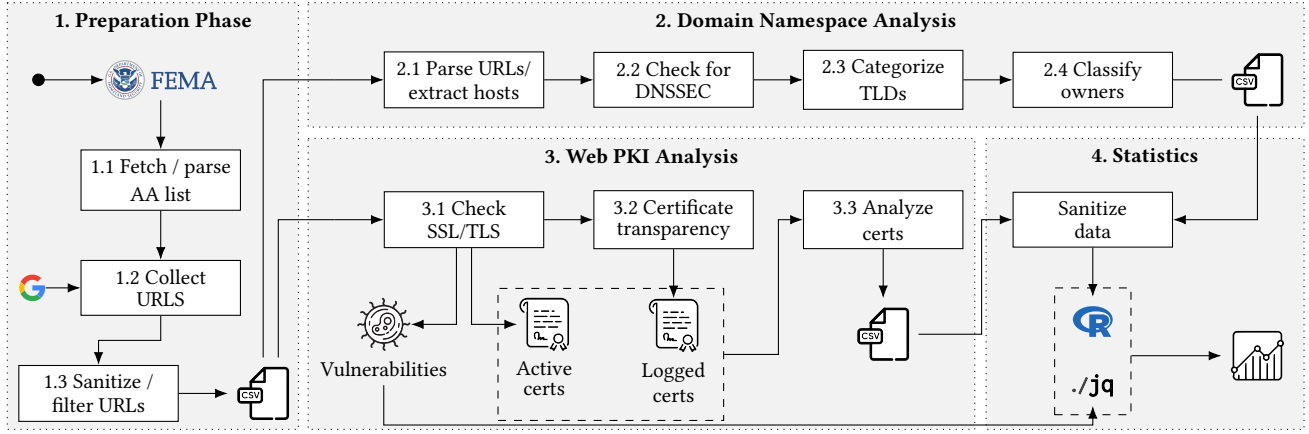 1. Preparation Phase
FEMA
1.1 Fetch / parse
AA list
1.2 Collect
URLS
1.3 Sanitize /
filter URLs
CSV
2. Domain Namespace Analysis
2.1 Parse URLs/
extract hosts
2.2 Check for
DNSSEC
2.3 Categorize
TLDs
2.4 Classify
owners
CSV
3. Web PKI Analysis
3.1 Check
SSL/TLS
3.2 Certificate
transparency
3.3 Analyze
certs
Vulnerabilities
Active
certs
Logged
certs
CSV
4. Statistics
Sanitize
data
R
./jq